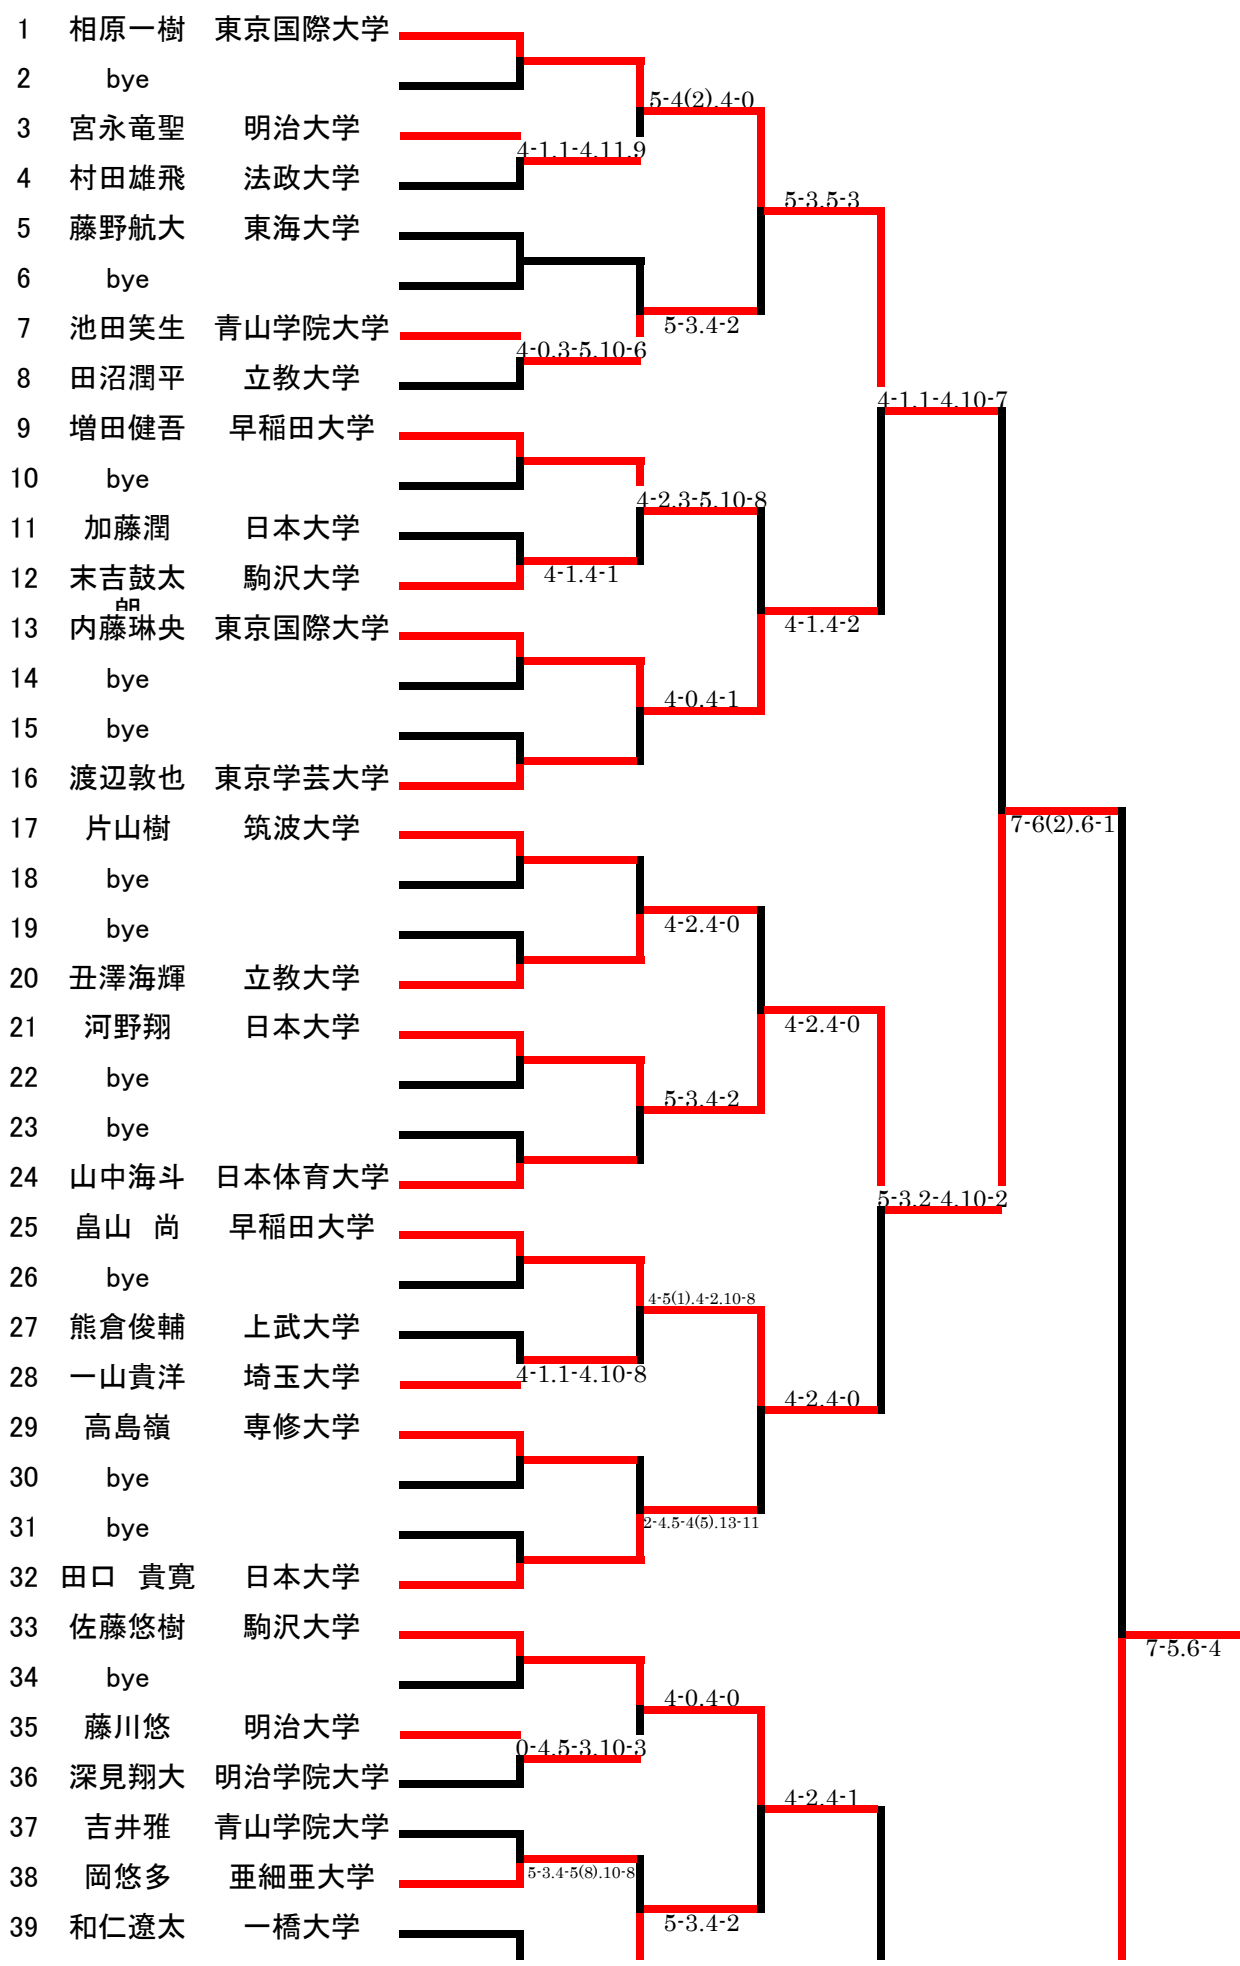 1 相原一樹 東京国際大学
2 bye
5-4(2).4-0
3 宮永竜聖 明治大学
4-1.1-4.11.9
4 村田雄飛 法政大学
5-3.5-3
5 藤野航大 東海大学
6 bye
7 池田笑生 青山学院大学
5-3.4-2
4-0.3-5.10-6
8 田沼潤平 立教大学
4-1.1-4.10-7
9 増田健吾 早稲田大学
10 bye
4-2.3-5.10-8
11 加藤潤 日本大学
4-1.4-1
12 末吉鼓太朗 駒沢大学
4-1.4-2
13 内藤琳央 東京国際大学
14 bye
4-0.4-1
15 bye
16 渡辺敦也 東京学芸大学
17 片山樹 筑波大学
7-6(2).6-1
18 bye
19 bye
4-2.4-0
20 丑澤海輝 立教大学
21 河野翔 日本大学
4-2.4-0
22 bye
5-3.4-2
23 bye
24 山中海斗 日本体育大学
5-3.2-4.10-2
25 畠山 尚 早稲田大学
26 bye
4-5(1).4-2.10-8
27 熊倉俊輔 上武大学
4-1.1-4.10-8
28 一山貴洋 埼玉大学
4-2.4-0
29 高島嶺 専修大学
30 bye
2-4.5-4(5).13-11
31 bye
32 田口 貴寛 日本大学
33 佐藤悠樹 駒沢大学
7-5.6-4
34 bye
4-0.4-0
35 藤川悠 明治大学
0-4.5-3.10-3
36 深見翔大 明治学院大学
4-2.4-1
37 吉井雅 青山学院大学
5-3.4-5(8).10-8
38 岡悠多 亜細亜大学
5-3.4-2
39 和仁遼太 一橋大学